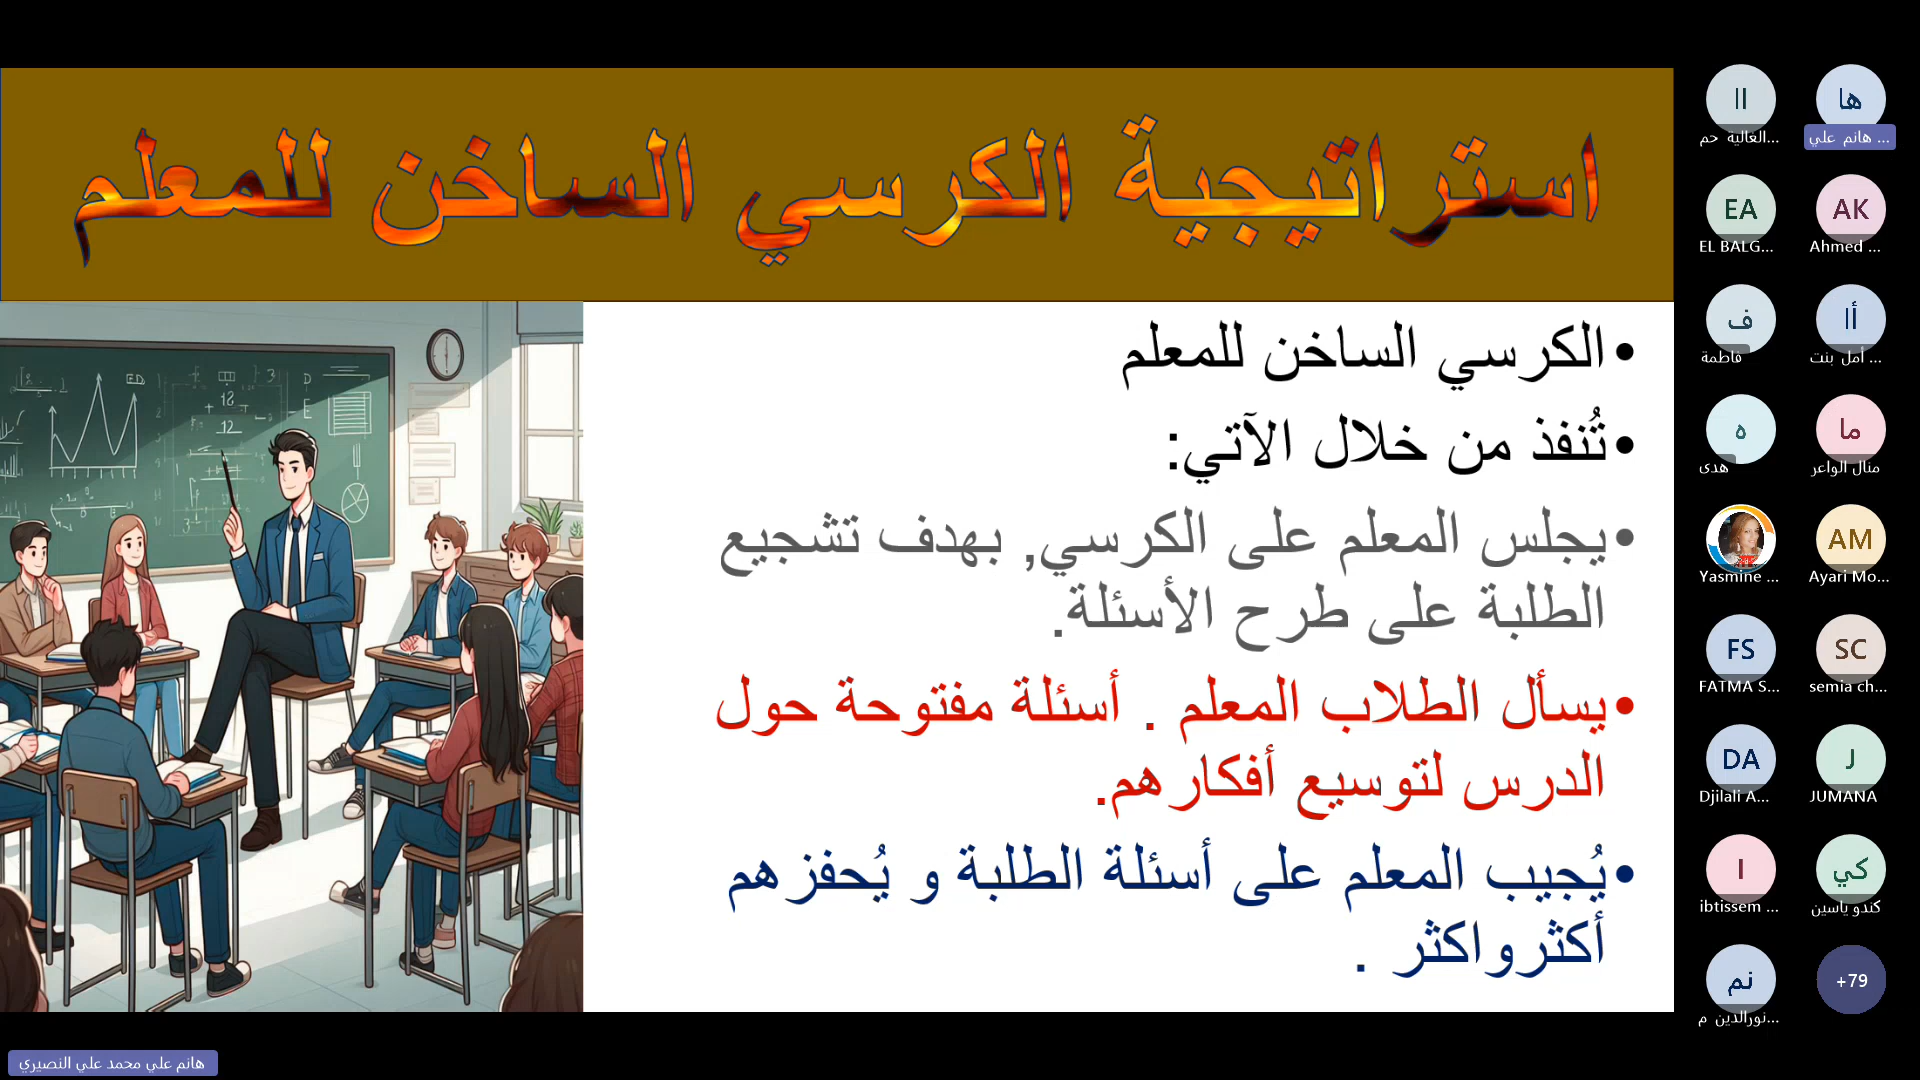 استراتيجية الكرسي الساخن للمعلم
•الكرسي الساخن للمعلم
•تُنفذ من خلال الآتي:
•يجلس المعلم على الكرسي, بهدف تشجيع
الطلبة على طرح الأسئلة.
•يسأل الطلاب المعلم . أسئلة مفتوحة حول
الدرس لتوسيع أفكارهم.
•يُجيب المعلم على أسئلة الطلبة و يُحفزهم
أكثرواكثر .
اا
ها
العالية حم...
هانم علي ...
EA
AK
EL BALG...
Ahmed ...
ف
أاا
فاطمة
أمل بنت ...
ه
ما
هدى
منال الواعر
AM
Yasmine ...
Ayari Mo...
FS
SC
FATMA S...
semia ch...
DA
J
Djilali A...
JUMANA
I
كي
ibtissem ...
كندو ياسين
نم
+79
نورالدين م...
هانم علي محمد علي النصيري